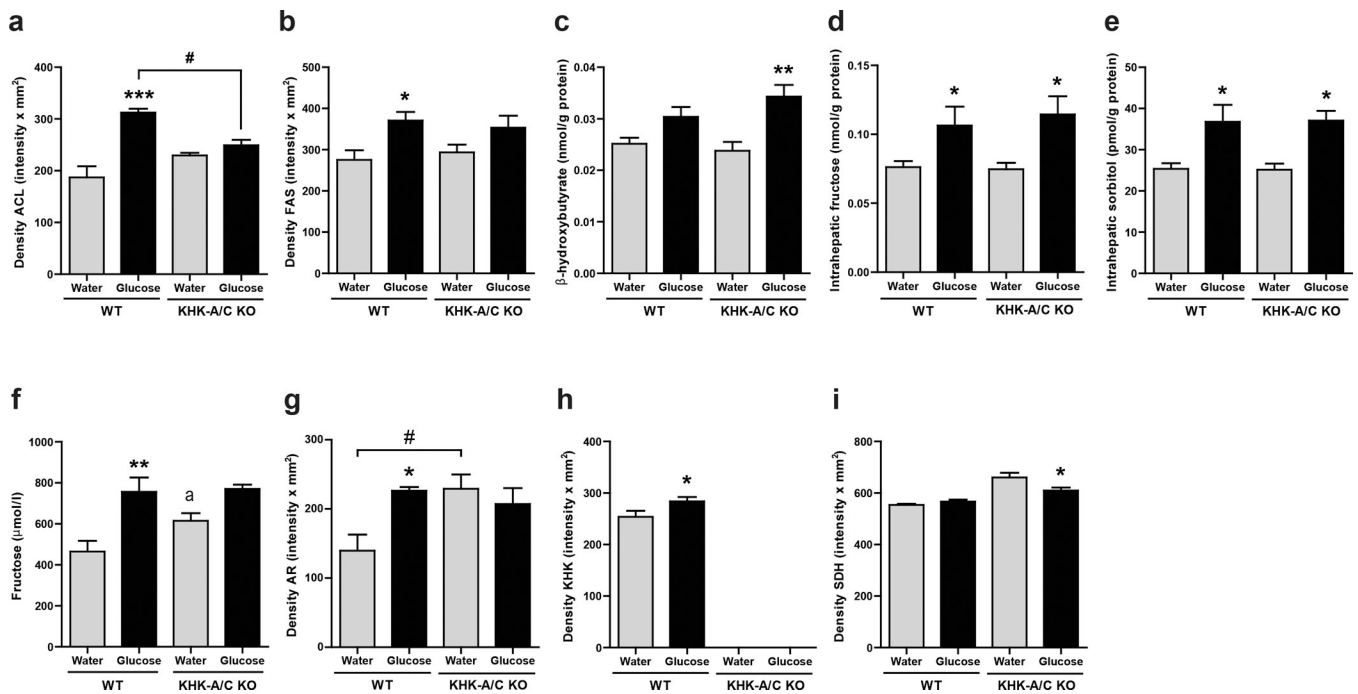 a
Density ACL (intensity x mm²)
400
300
200
100
0
***
#
Water Glucose Water Glucose
WT KHK-A/C KO
b
Density FAS (intensity x mm²)
500
400
300
200
100
0
*
Water Glucose Water Glucose
WT KHK-A/C KO
c
β-hydroxybutyrate (nmol/g protein)
0.04
0.03
0.02
0.01
0.00
**
Water Glucose Water Glucose
WT KHK-A/C KO
d
Intrahepatic fructose (nmol/g protein)
0.15
0.10
0.05
0.00
* *
Water Glucose Water Glucose
WT KHK-A/C KO
e
Intrahepatic sorbitol (pmol/g protein)
50
40
30
20
10
0
* *
Water Glucose Water Glucose
WT KHK-A/C KO
f
Fructose (μmol/l)
1000
800
600
400
200
0
**
a
Water Glucose Water Glucose
WT KHK-A/C KO
g
Density AR (intensity x mm²)
300
200
100
0
#
*
Water Glucose Water Glucose
WT KHK-A/C KO
h
Density KHK (intensity x mm²)
400
300
200
100
0
*
Water Glucose Water Glucose
WT KHK-A/C KO
i
Density SDH (intensity x mm²)
800
600
400
200
0
*
Water Glucose Water Glucose
WT KHK-A/C KO